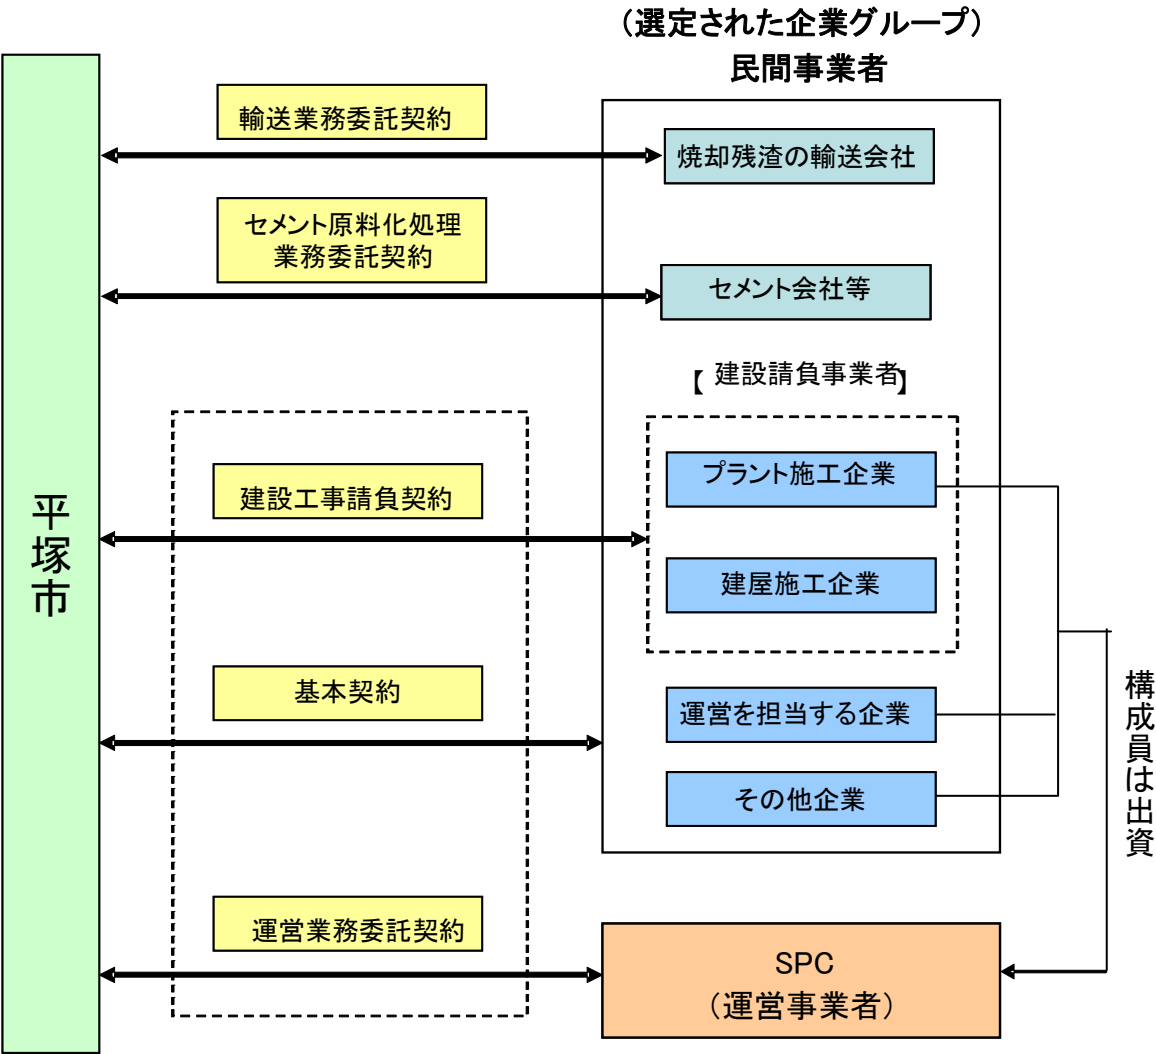 （選定された企業グループ）
民間事業者
輸送業務委託契約
焼却残渣の輸送会社
セメント原料化処理
業務委託契約
セメント会社等
【 建設請負事業者】
プラント施工企業
建設工事請負契約
建屋施工企業
平塚市
基本契約
運営を担当する企業
その他企業
構成員は出資
運営業務委託契約
SPC
（運営事業者）